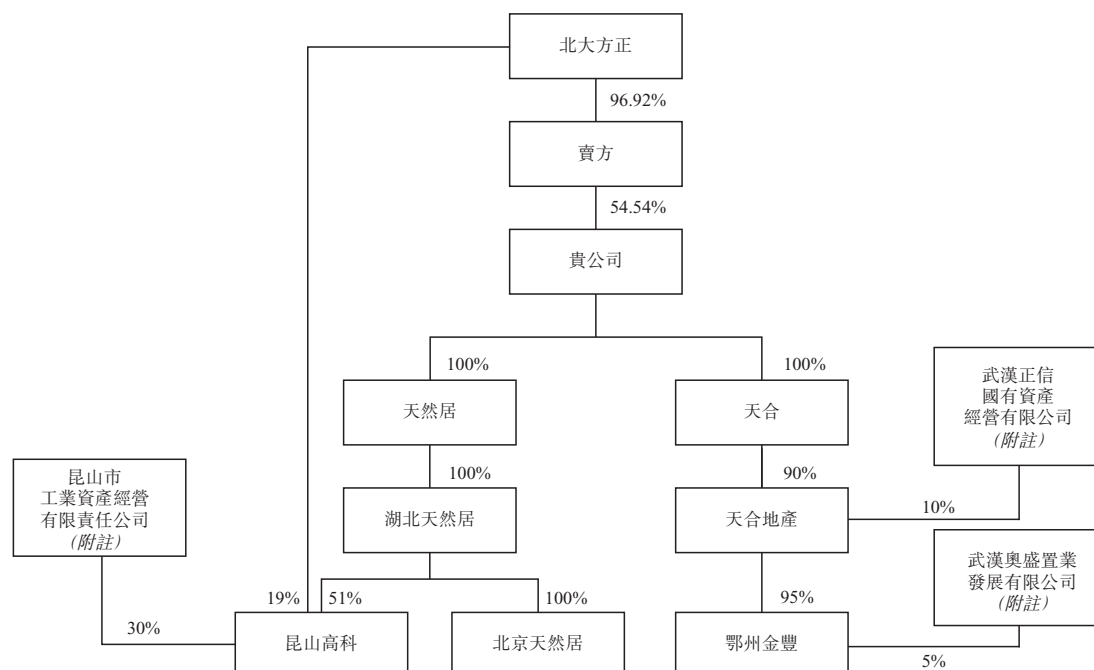 北大方正
96.92%
賣方
54.54%
貴公司
100%
100%
天然居
天合
武漢正信
國有資產
經營有限公司
(附註)
昆山市
工業資產經營
有限責任公司
(附註)
100%
90%
湖北天然居
天合地產
10%
武漢奧盛置業
發展有限公司
(附註)
19%
51%
100%
95%
30%
昆山高科
北京天然居
鄂州金豐
5%